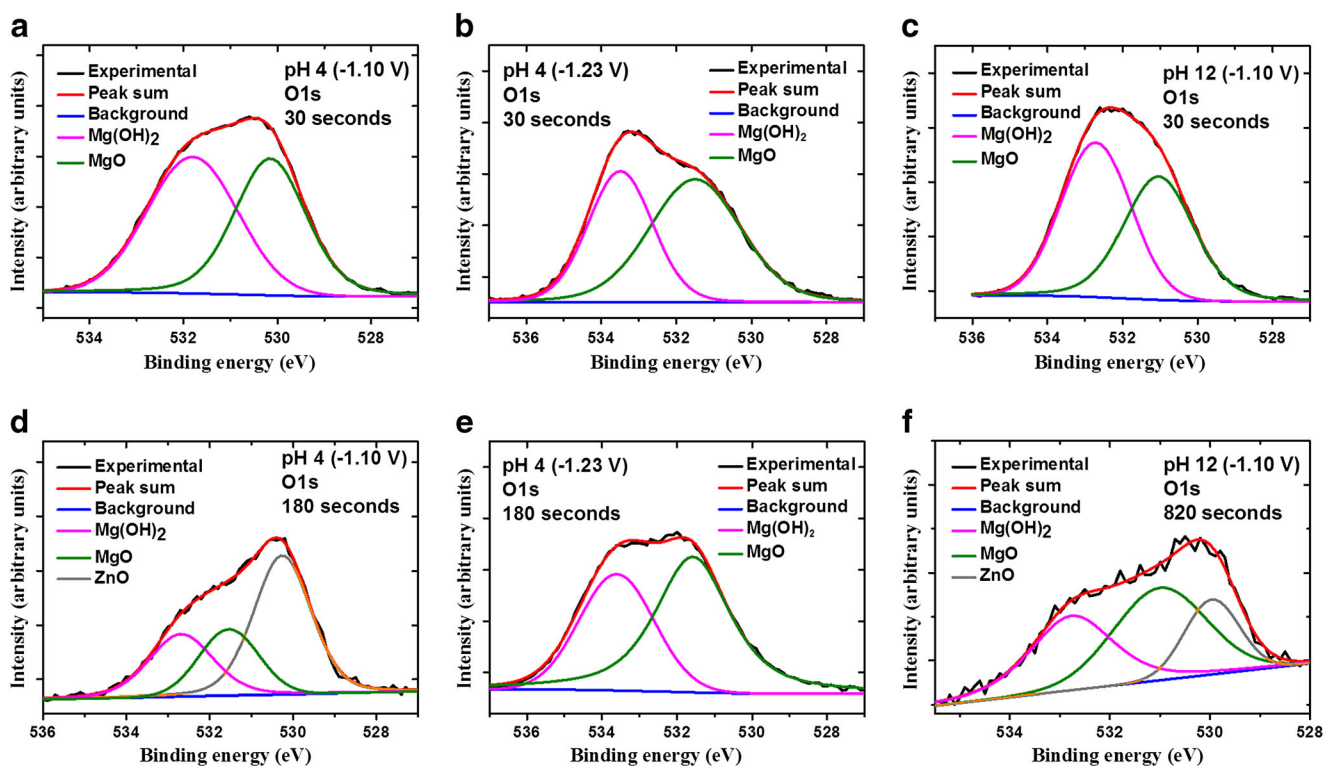 a
Experimental
Peak sum
Background
Mg(OH)2
MgO
pH 4 (-1.10 V)
O1s
30 seconds
Intensity (arbitrary units)
534 532 530 528
Binding energy (eV)
b
pH 4 (-1.23 V)
O1s
30 seconds
Experimental
Peak sum
Background
Mg(OH)₂
MgO
Intensity (arbitrary units)
536 534 532 530 528
Binding energy (eV)
c
Experimental
Peak sum
Background
Mg(OH)2
MgO
pH 12 (-1.10 V)
O1s
30 seconds
Intensity (arbitrary units)
536 534 532 530 528
Binding energy (eV)
d
Experimental
Peak sum
Background
Mg(OH)2
MgO
ZnO
pH 4 (-1.10 V)
O1s
180 seconds
Intensity (arbitrary units)
536 534 532 530 528
Binding energy (eV)
e
pH 4 (-1.23 V)
O1s
180 seconds
Experimental
Peak sum
Background
Mg(OH)₂
MgO
Intensity (arbitrary units)
536 534 532 530 528
Binding energy (eV)
f
Experimental
Peak sum
Background
Mg(OH)2
MgO
ZnO
pH 12 (-1.10 V)
O1s
820 seconds
Intensity (arbitrary units)
534 532 530 528
Binding energy (eV)